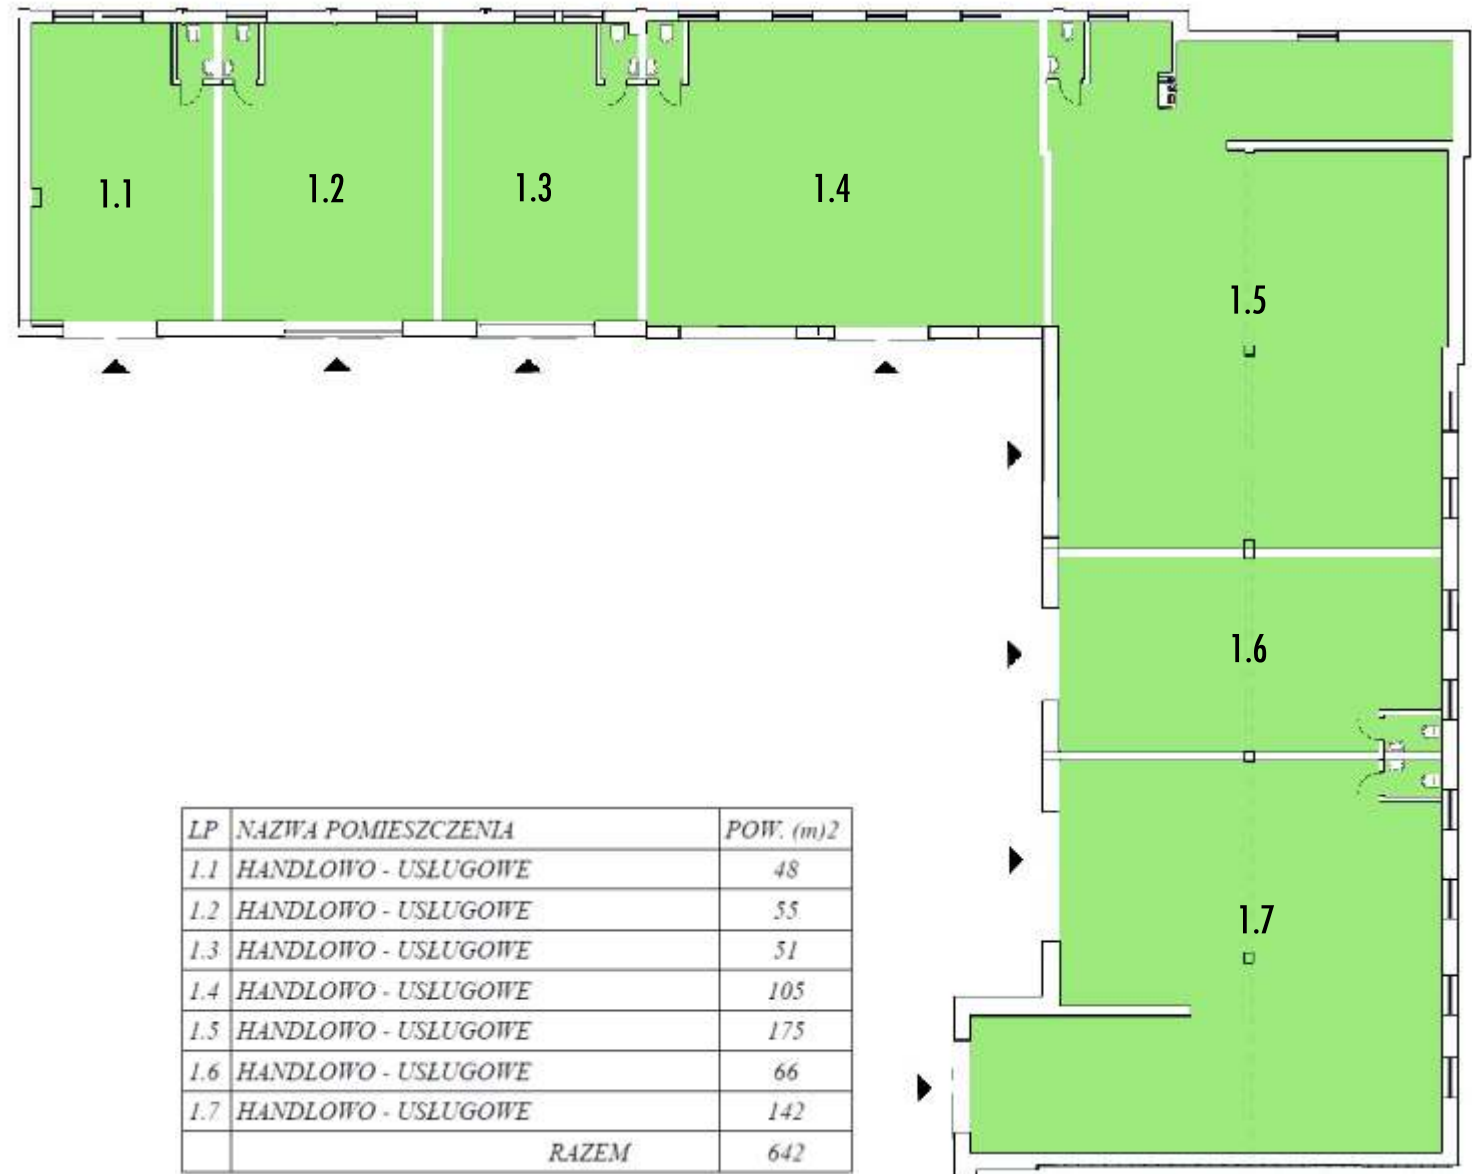 1.1
1.2
1.3
1.4
1.5
1.6
1.7
LP NAZWA POMIESZCZENIA POW. (m)2
1.1 HANDLOWO - USŁUGOWE 48
1.2 HANDLOWO - USŁUGOWE 55
1.3 HANDLOWO - USŁUGOWE 51
1.4 HANDLOWO - USŁUGOWE 105
1.5 HANDLOWO - USŁUGOWE 175
1.6 HANDLOWO - USŁUGOWE 66
1.7 HANDLOWO - USŁUGOWE 142
RAZEM 642